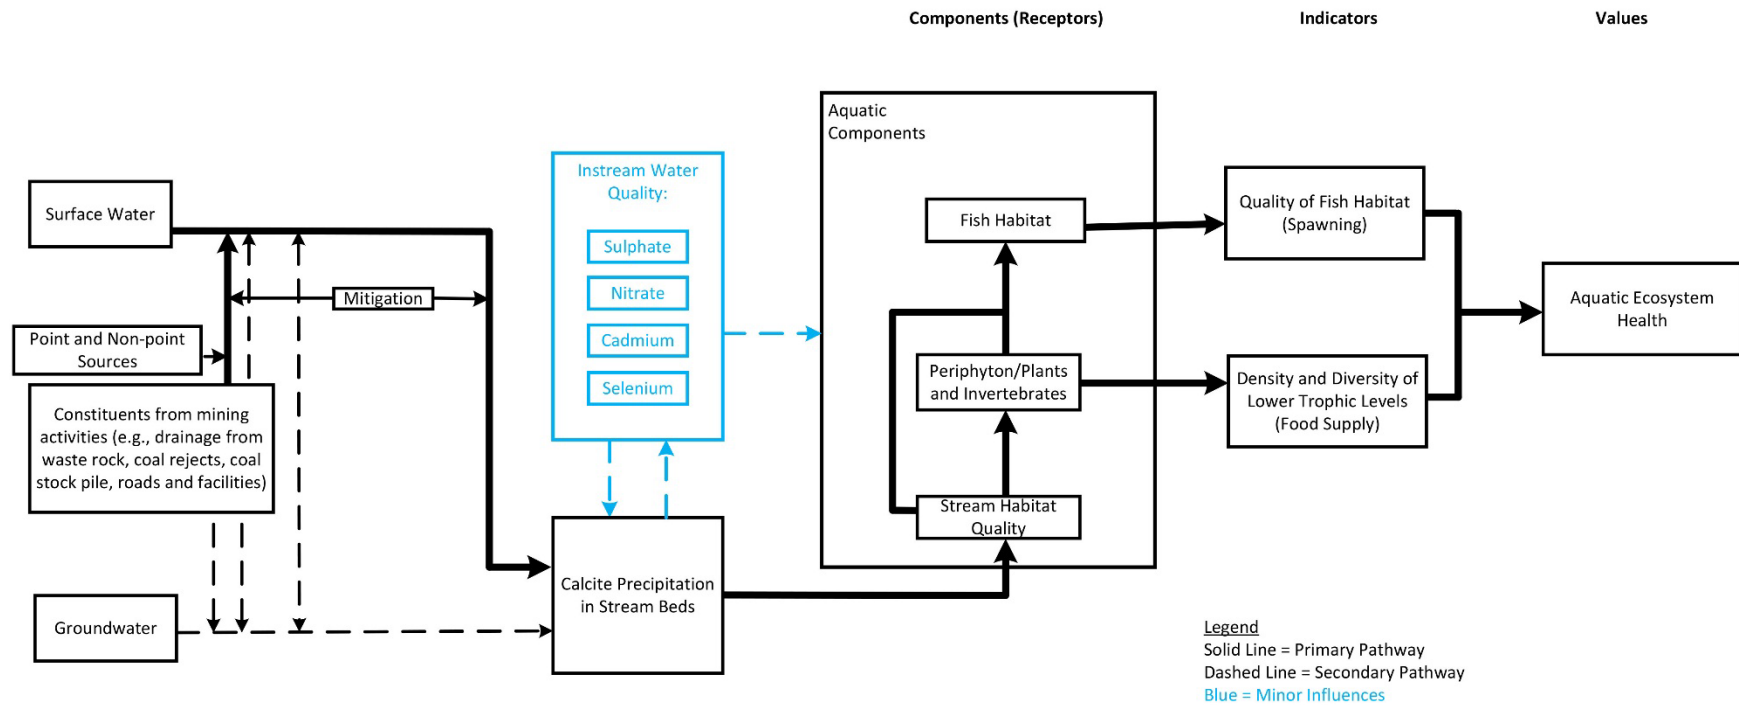 Components (Receptors)
Indicators
Values
Aquatic
Components
Instream Water
Quality:
Surface Water
Fish Habitat
Quality of Fish Habitat
(Spawning)
Sulphate
Nitrate
Mitigation
Aquatic Ecosystem
Health
Point and Non-point
Sources
Cadmium
Selenium
Periphyton/Plants
and Invertebrates
Density and Diversity of
Lower Trophic Levels
(Food Supply)
Constituents from mining
activities (e.g., drainage from
waste rock, coal rejects, coal
stock pile, roads and facilities)
Stream Habitat
Quality
Calcite Precipitation
in Stream Beds
Groundwater
Legend
Solid Line = Primary Pathway
Dashed Line = Secondary Pathway
Blue = Minor Influences